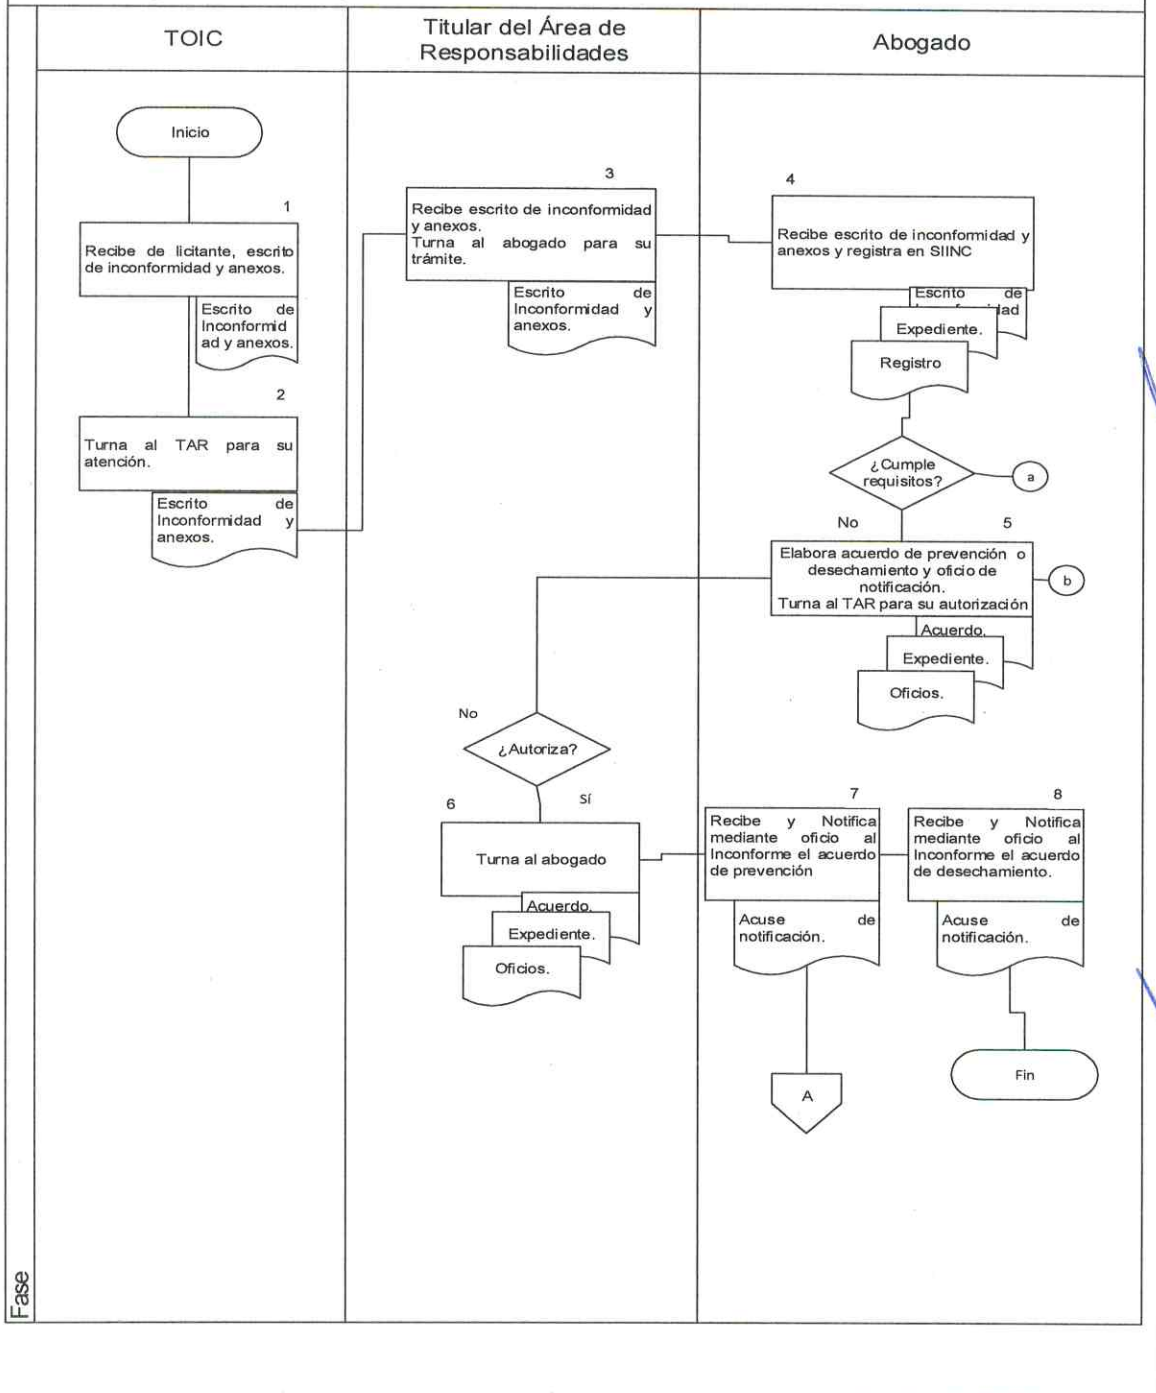 TOIC
Titular del Área de
Responsabilidades
Abogado
Inicio
1
Recibe de licitante, escrito
de inconformidad y anexos.
Escrito de
Inconformid
ad y anexos.
2
Turna al TAR para su
atención.
Escrito de
Inconformidad y
anexos.
3
Recibe escrito de inconformidad
y anexos.
Turna al abogado para su
trámite.
Escrito de
Inconformidad y
anexos.
4
Recibe escrito de inconformidad y
anexos y registra en SIINC
Escrito de
idad
Expediente.
Registro
¿Cumple
requisitos?
a
No
5
Elabora acuerdo de prevención o
desechamiento y oficio de
notificación.
Turna al TAR para su autorización
b
Acuerdo.
Expediente.
Oficios.
No
¿Autoriza?
Sí
6
Turna al abogado
Acuerdo.
Expediente.
Oficios.
7
Recibe y Notifica
mediante oficio al
Inconforme el acuerdo
de prevención
Acuse de
notificación.
A
8
Recibe y Notifica
mediante oficio al
Inconforme el acuerdo
de desechamiento.
Acuse de
notificación.
Fin
Fase